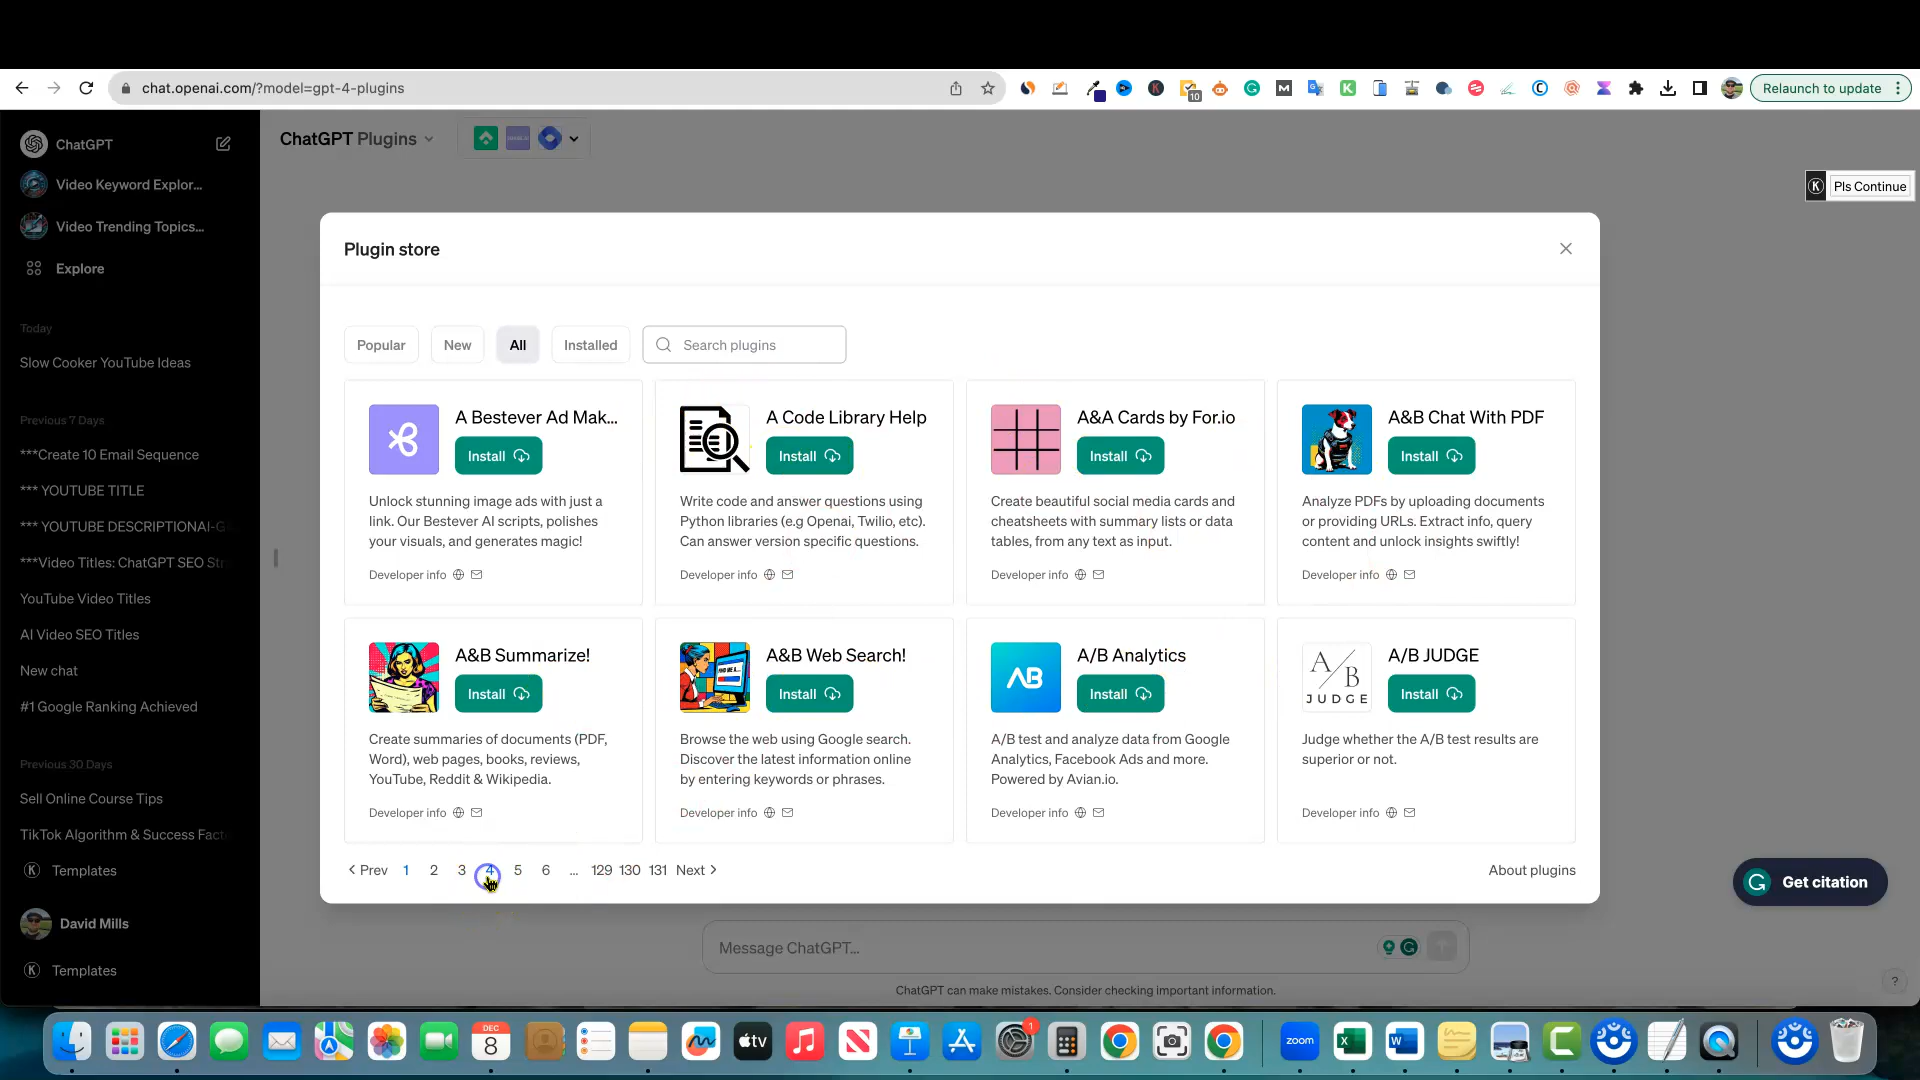 chat.openai.com/?model=gpt-4-plugins
10
Relaunch to update
ChatGPT
Video Keyword Explor...
Video Trending Topics...
Explore
Today
Slow Cooker YouTube Ideas
Previous 7 Days
***Create 10 Email Sequence
*** YOUTUBE TITLE
*** YOUTUBE DESCRIPTIONAI-G
***Video Titles: ChatGPT SEO Str
YouTube Video Titles
AI Video SEO Titles
New chat
#1 Google Ranking Achieved
Previous 30 Days
Sell Online Course Tips
TikTok Algorithm & Success Fact
Templates
David Mills
Templates
ChatGPT Plugins
Pls Continue
Plugin store
Popular
New
All
Installed
Search plugins
A Bestever Ad Mak...
Install
Unlock stunning image ads with just a
link. Our Bestever AI scripts, polishes
your visuals, and generates magic!
Developer info
A Code Library Help
Install
Write code and answer questions using
Python libraries (e.g Openai, Twilio, etc).
Can answer version specific questions.
Developer info
A&A Cards by For.io
Install
Create beautiful social media cards and
cheatsheets with summary lists or data
tables, from any text as input.
Developer info
A&B Chat With PDF
Install
Analyze PDFs by uploading documents
or providing URLs. Extract info, query
content and unlock insights swiftly!
Developer info
A&B Summarize!
Install
Create summaries of documents (PDF,
Word), web pages, books, reviews,
YouTube, Reddit & Wikipedia.
Developer info
A&B Web Search!
Install
Browse the web using Google search.
Discover the latest information online
by entering keywords or phrases.
Developer info
A/B Analytics
Install
A/B test and analyze data from Google
Analytics, Facebook Ads and more.
Powered by Avian.io.
Developer info
A/B
JUDGE
A/B JUDGE
Install
Judge whether the A/B test results are
superior or not.
Developer info
Prev 1 2 3 4 5 6 ... 129 130 131 Next
About plugins
Get citation
Message ChatGPT...
ChatGPT can make mistakes. Consider checking important information.
?
DEC
8
tv
1
zoom